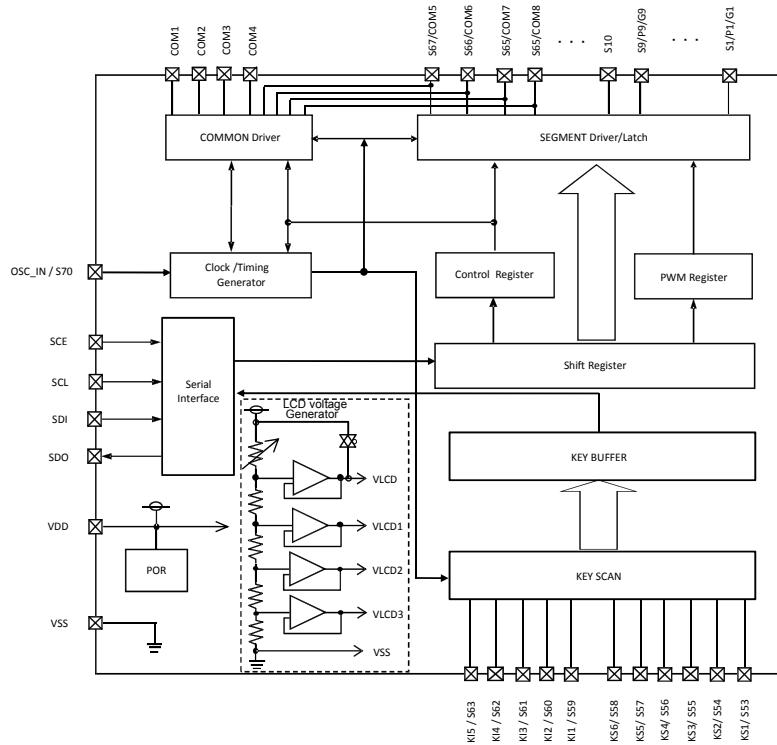 COM1
COM2
COM3
COM4
S67/COM5
S66/COM6
S65/COM7
S65/COM8
. . .
S10
S9/P9/G9
. . .
S1/P1/G1
COMMON Driver
SEGMENT Driver/Latch
OSC_IN / S70
Clock /Timing
Generator
Control Register
PWM Register
SCE
SCL
SDI
SDO
Serial
Interface
Shift Register
LCD voltage
Generator
KEY BUFFER
VLCD
VLCD1
VLCD2
VLCD3
VSS
VDD
POR
VSS
KEY SCAN
KI5 / S63
KI4 / S62
KI3 / S61
KI2 / S60
KI1 / S59
KS6/ S58
KS5/ S57
KS4/ S56
KS3/ S55
KS2/ S54
KS1/ S53